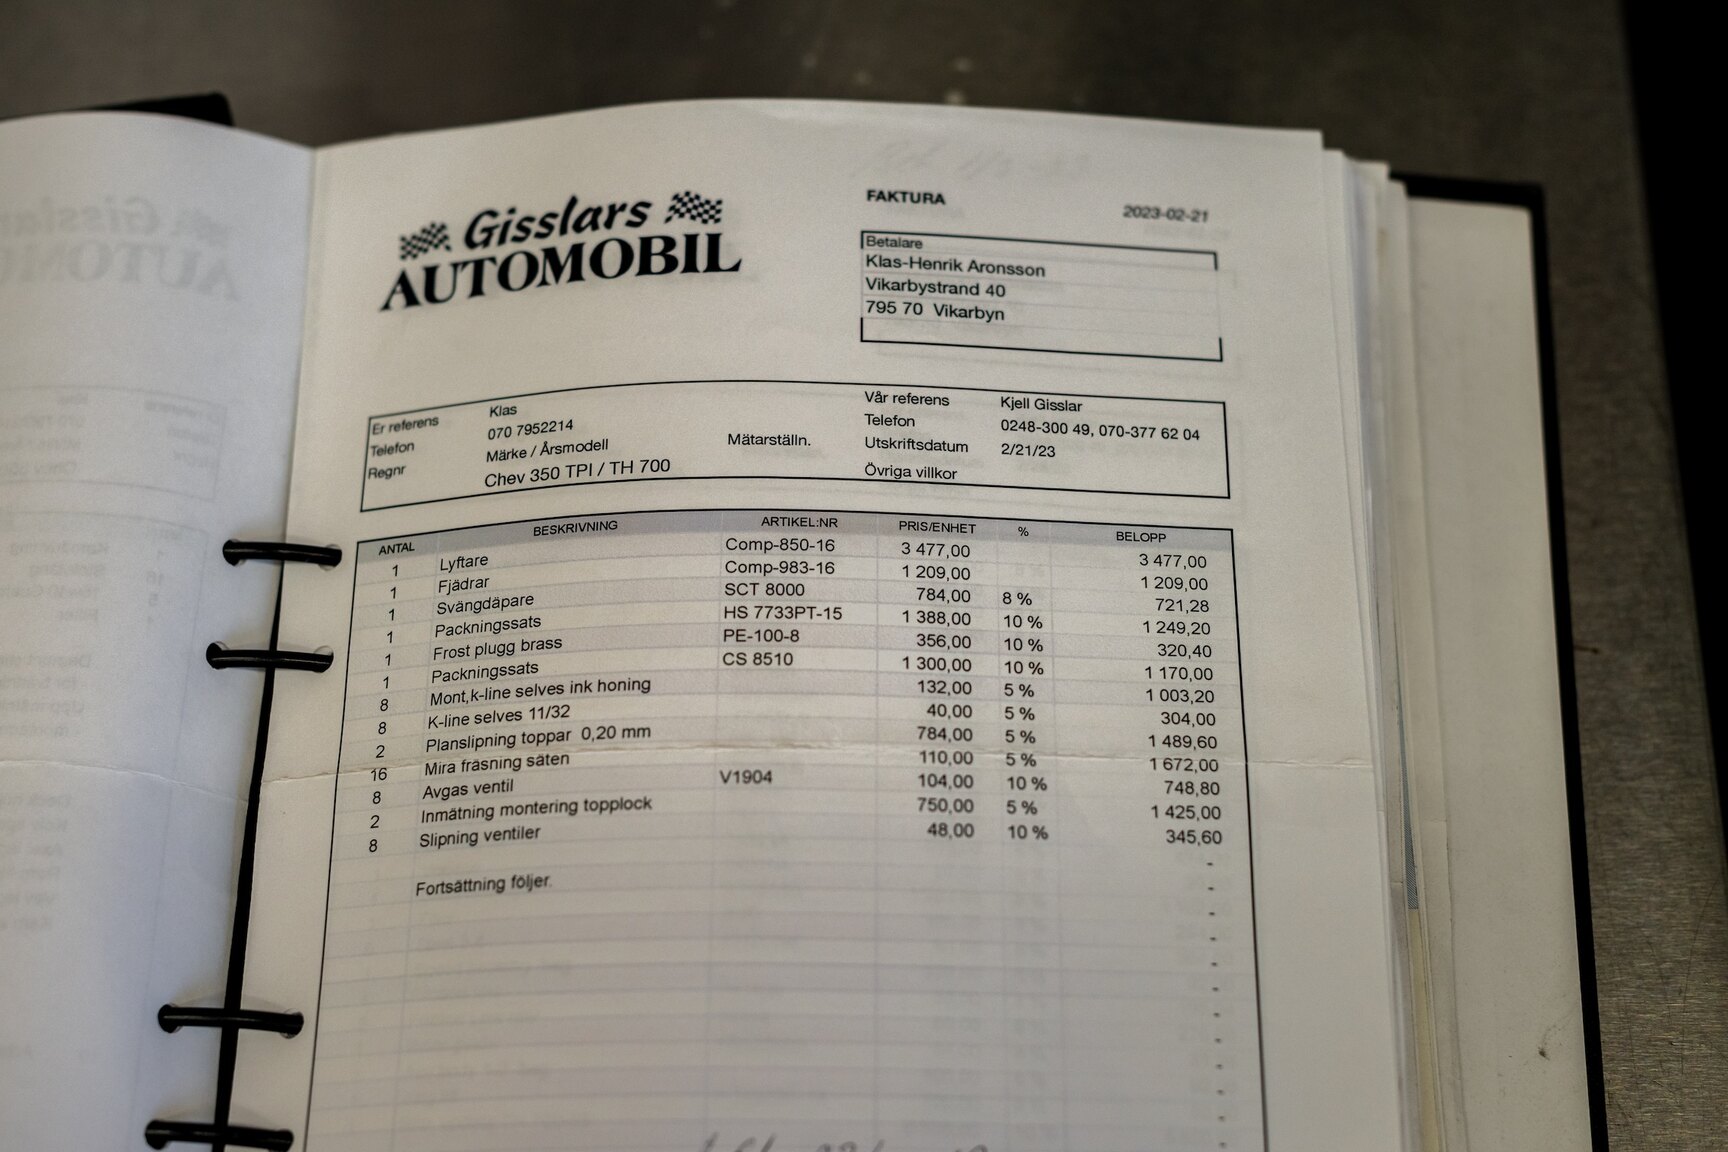 Gisslars
AUTOMOBIL
FAKTURA
2023-02-21
Betalare
Klas-Henrik Aronsson
Vikarbystrand 40
795 70 Vikarbyn
Er referens Klas Vår referens Kjell Gisslar
Telefon 070 7952214 Telefon 0248-300 49, 070-377 62 04
Regnr Märke / Årsmodell Mätarställn. Utskriftsdatum 2/21/23
Chev 350 TPI / TH 700 Övriga villkor
ANTAL BESKRIVNING ARTIKEL:NR PRIS/ENHET % BELOPP
1 Lyftare Comp-850-16 3 477,00 3 477,00
1 Fjädrar Comp-983-16 1 209,00 1 209,00
1 Svängdäpare SCT 8000 784,00 8 % 721,28
1 Packningssats HS 7733PT-15 1 388,00 10 % 1 249,20
1 Frost plugg brass PE-100-8 356,00 10 % 320,40
1 Packningssats CS 8510 1 300,00 10 % 1 170,00
8 Mont,k-line selves ink honing 132,00 5 % 1 003,20
8 K-line selves 11/32 40,00 5 % 304,00
2 Planslipning toppar 0,20 mm 784,00 5 % 1 489,60
16 Mira fräsning säten 110,00 5 % 1 672,00
8 Avgas ventil V1904 104,00 10 % 748,80
2 Inmätning montering topplock 750,00 5 % 1 425,00
8 Slipning ventiler 48,00 10 % 345,60
Fortsättning följer.